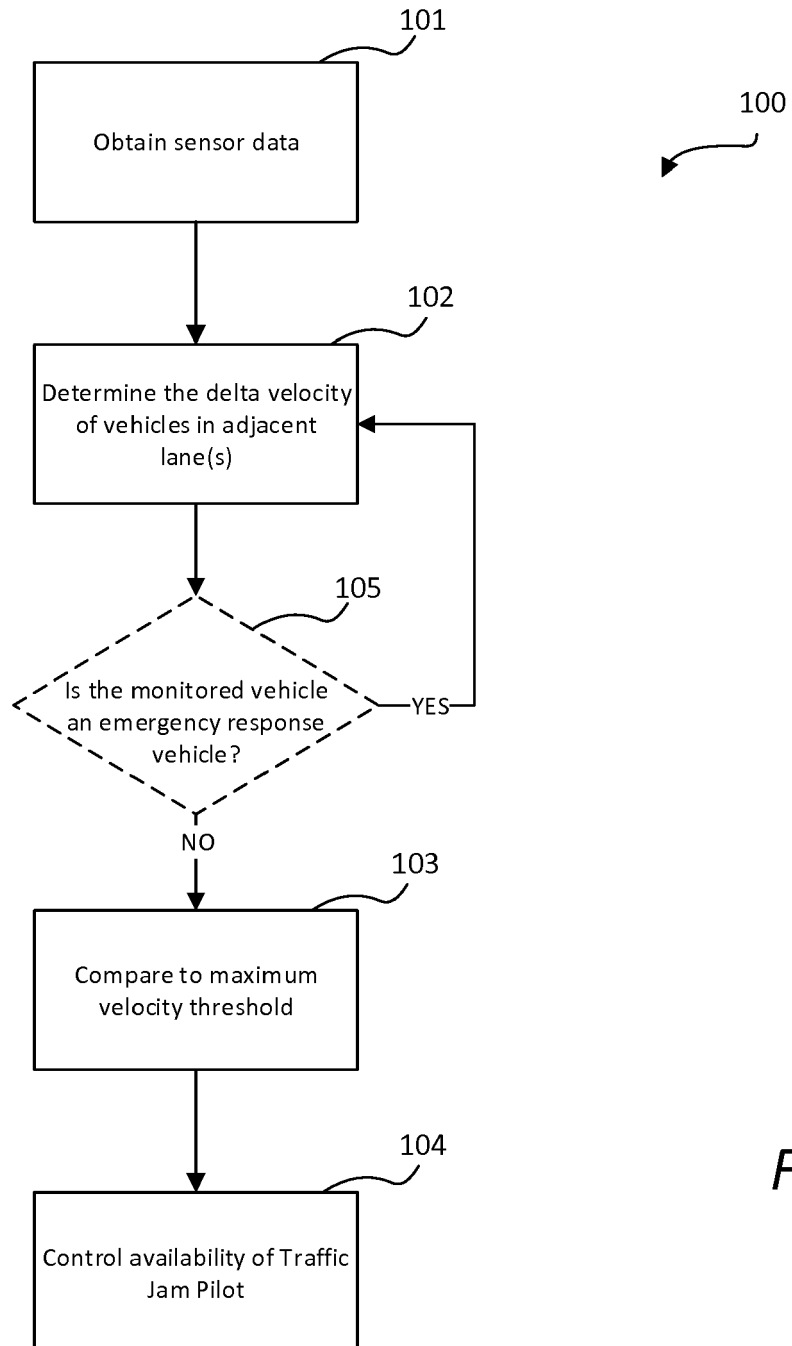 101
Obtain sensor data
100
102
Determine the delta velocity
of vehicles in adjacent
lane(s)
105
Is the monitored vehicle
an emergency response
vehicle?
YES
NO
103
Compare to maximum
velocity threshold
104
Control availability of Traffic
Jam Pilot
F